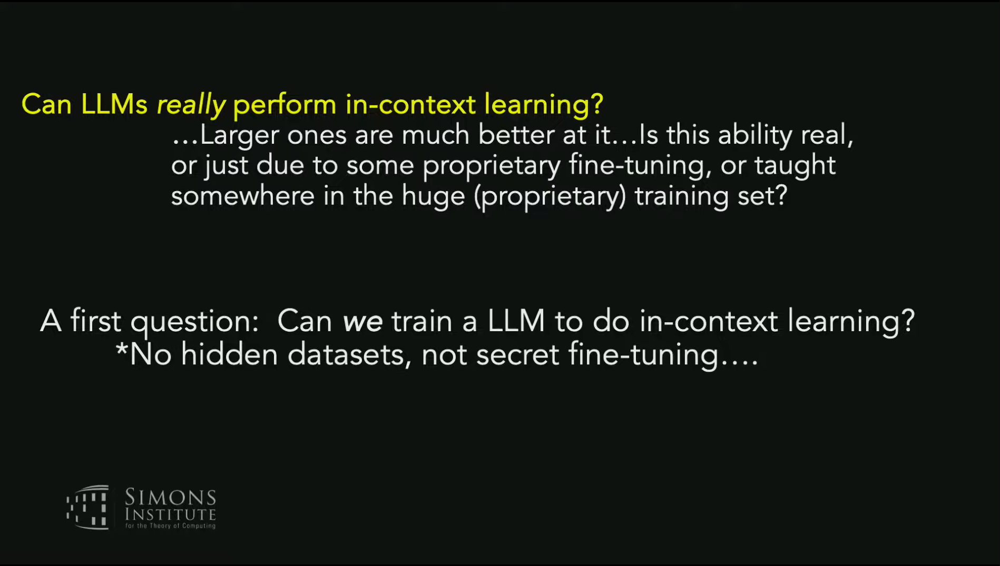 Can LLMs really perform in-context learning?
...Larger ones are much better at it...Is this ability real,
or just due to some proprietary fine-tuning, or taught
somewhere in the huge (proprietary) training set?
A first question: Can we train a LLM to do in-context learning?
*No hidden datasets, not secret fine-tuning....
SIMONS
INSTITUTE
for the Theory of Computing